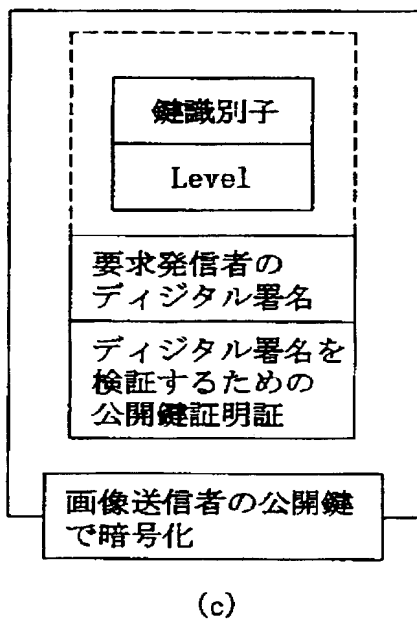 鍵識別子
Level
要求発信者の
ディジタル署名
ディジタル署名を
検証するための
公開鍵証明証
画像送信者の公開鍵
で暗号化
(c)